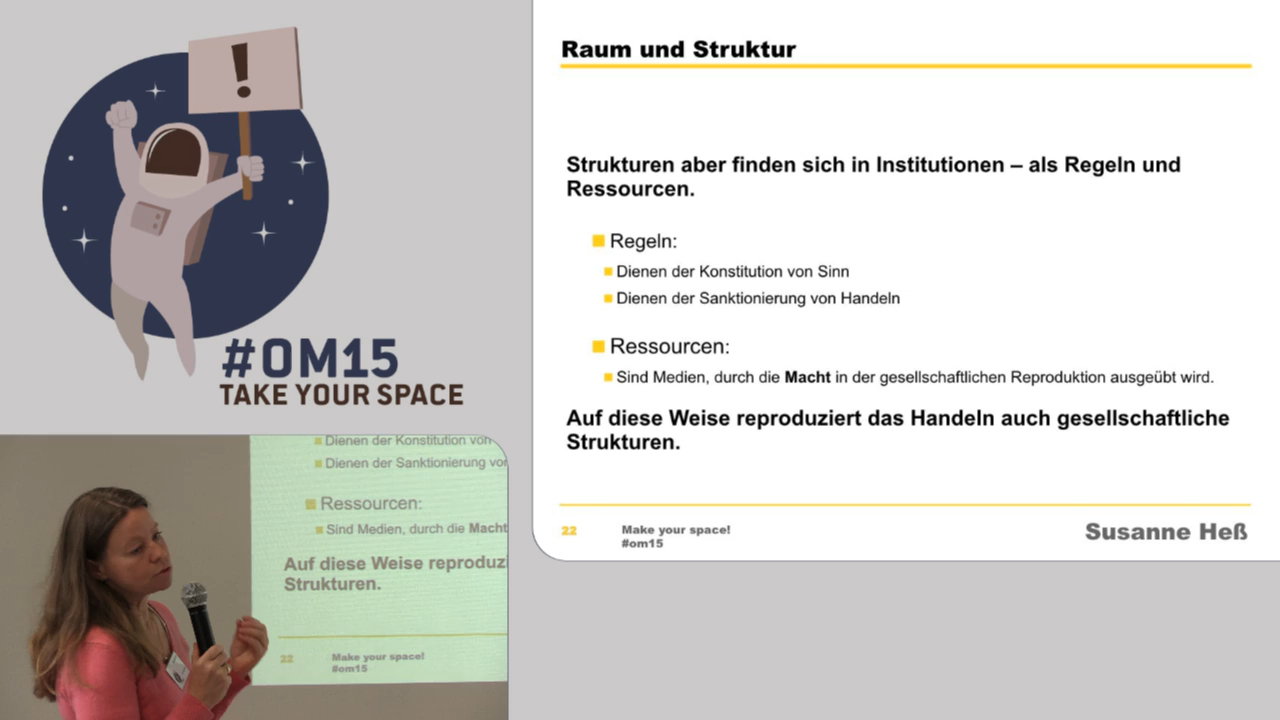 !
#OM15
TAKE YOUR SPACE
Raum und Struktur
Strukturen aber finden sich in Institutionen – als Regeln und
Ressourcen.
Regeln:
Dienen der Konstitution von Sinn
Dienen der Sanktionierung von Handeln
Ressourcen:
Sind Medien, durch die Macht in der gesellschaftlichen Reproduktion ausgeübt wird.
Auf diese Weise reproduziert das Handeln auch gesellschaftliche
Strukturen.
22
Make your space!
#om15
Susanne Heß
Dienen der Konstitution von
Dienen der Sanktionierung vor
Ressourcen:
Sind Medien, durch die Macht
Auf diese Weise reproduzi
Strukturen.
22
Make your space!
#om15